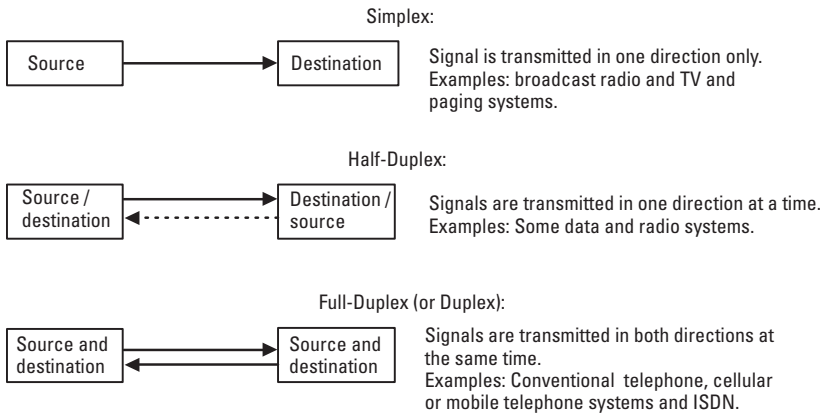 Simplex:
Source
Destination
Signal is transmitted in one direction only.
Examples: broadcast radio and TV and
paging systems.
Half-Duplex:
Source /
destination
Destination /
source
Signals are transmitted in one direction at a time.
Examples: Some data and radio systems.
Full-Duplex (or Duplex):
Source and
destination
Source and
destination
Signals are transmitted in both directions at
the same time.
Examples: Conventional telephone, cellular
or mobile telephone systems and ISDN.